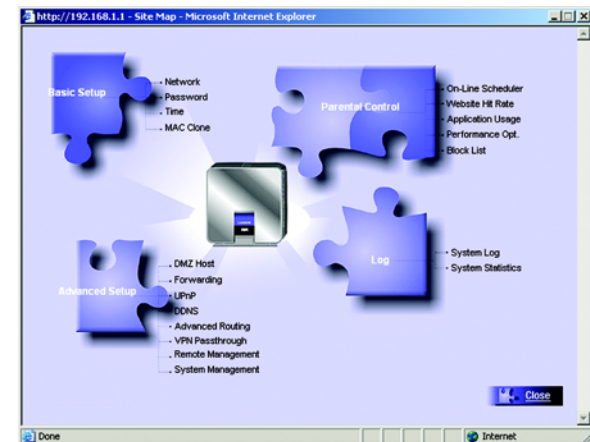 http://192.168.1.1 - Site Map - Microsoft Internet Explorer
Basic Setup
Network
Password
Time
MAC Clone
Parental Control
On-Line Scheduler
Website Hit Rate
Application Usage
Performance Opt.
Block List
Advanced Setup
DMZ Host
Forwarding
UPnP
DDNS
Advanced Routing
VPN Passthrough
Remote Management
System Management
Log
System Log
System Statistics
Close
Done
Internet